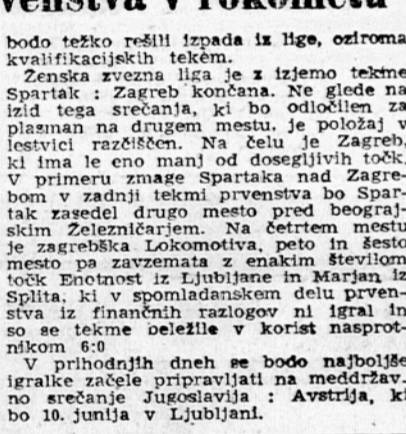 venstva v rokometu
bodo težko rešili izpada iz lige, oziroma
kvalifikacijskih tekem.
Ženska zvezna liga je z izjemo tekme
Spartak : Zagreb končana. Ne glede na
izid tega srečanja, ki bo odločilen za
plasman na drugem mestu, je položaj v
lestvici razčiščen. Na čelu je Zagreb,
ki ima le eno manj od dosegljivih točk.
V primeru zmage Spartaka nad Zagre-
bom v zadnji tekmi prvenstva bo Spar-
tak zasedel drugo mesto pred beograj-
skim Železničarjem. Na četrtem mestu
je zagrebška Lokomotiva, peto in šesto
mesto pa zavzemata z enakim številom
točk Enotnost iz Ljubljane in Marjan iz
Splita, ki v spomladanskem delu prven-
stva iz finančnih razlogov ni igral in
so se tekme beležile v korist nasprot-
nikom 6:0
V prihodnjih dneh se bodo najboljše
igralke začele pripravljati na meddržav.
no srečanje Jugoslavija : Avstrija, ki
bo 10. junija v Ljubljani.